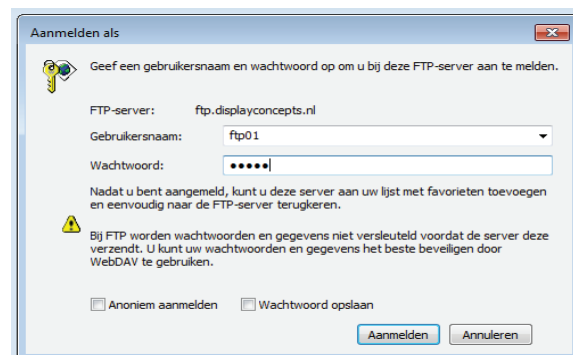 Aanmelden als
Geef een gebruikersnaam en wachtwoord op om u bij deze FTP-server aan te melden.
FTP-server: ftp.displayconcepts.nl
Gebruikersnaam: ftp01
Wachtwoord: •••••
Nadat u bent aangemeld, kunt u deze server aan uw lijst met favorieten toevoegen
en eenvoudig naar de FTP-server terugkeren.
Bij FTP worden wachtwoorden en gegevens niet versleuteld voordat de server deze
verzendt. U kunt uw wachtwoorden en gegevens het beste beveiligen door
WebDAV te gebruiken.
Anoniem aanmelden Wachtwoord opslaan
Aanmelden Annuleren